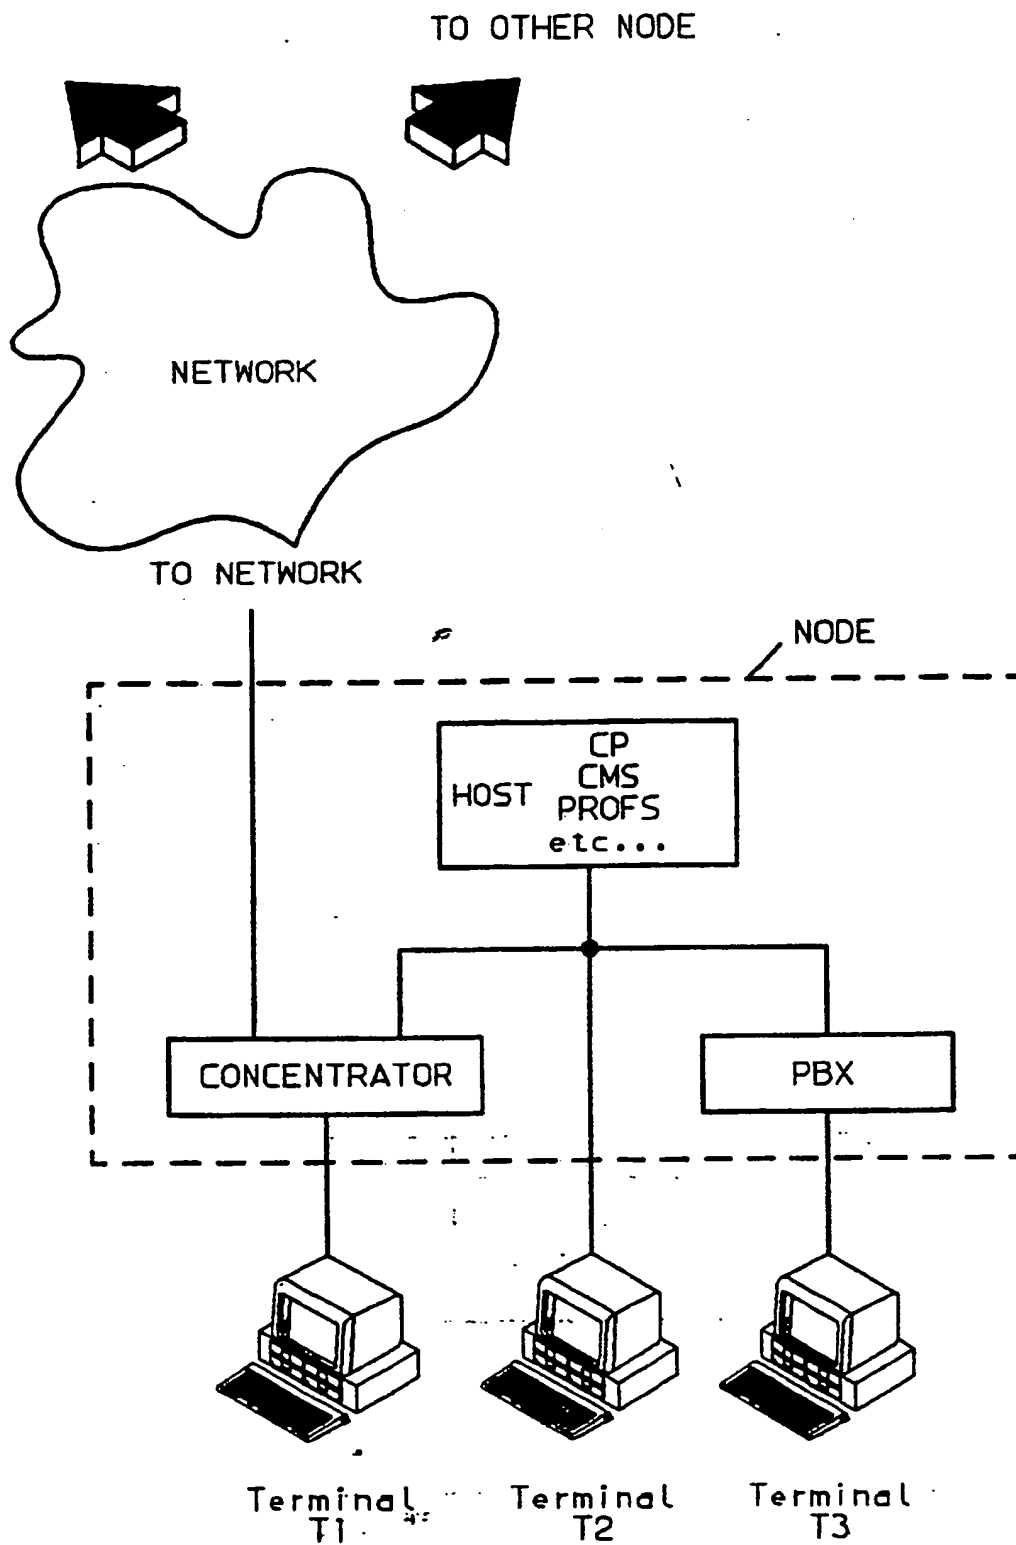 TO OTHER NODE
NETWORK
TO NETWORK
NODE
HOST
CP
CMS
PROFS
etc...
CONCENTRATOR
PBX
Terminal
T1
Terminal
T2
Terminal
T3